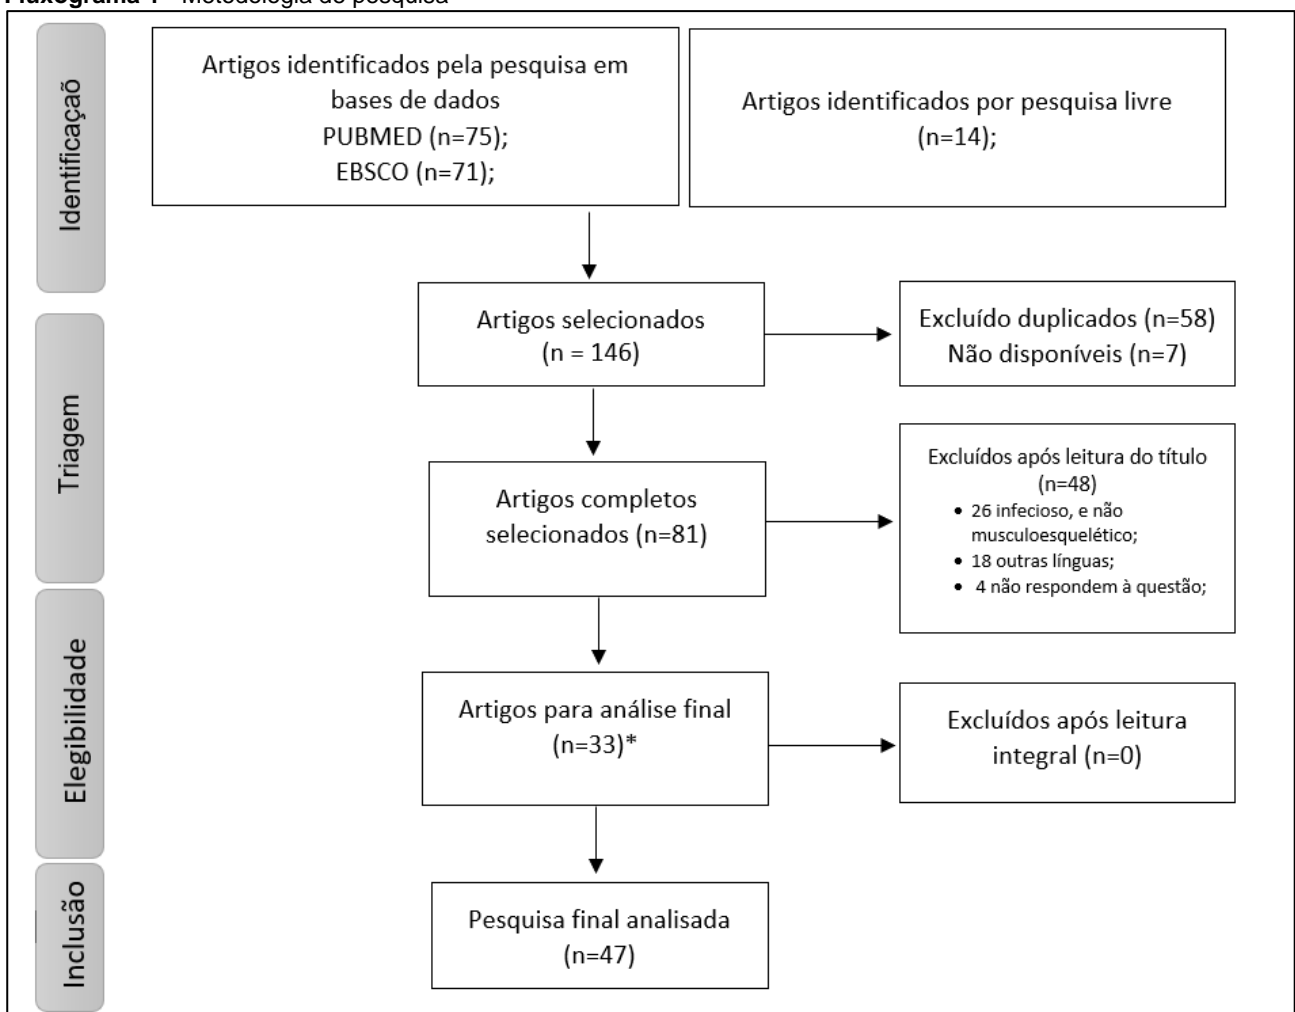 Fluxograma 1 - Metodologia de pesquisa
Identificação
Artigos identificados pela pesquisa em
bases de dados
PUBMED (n=75);
EBSCO (n=71);
Artigos identificados por pesquisa livre
(n=14);
Triagem
Artigos selecionados
(n = 146)
Excluído duplicados (n=58)
Não disponíveis (n=7)
Artigos completos
selecionados (n=81)
Excluídos após leitura do título
(n=48)
• 26 infecioso, e não
musculoesquelético;
• 18 outras línguas;
• 4 não respondem à questão;
Elegibilidade
Artigos para análise final
(n=33)*
Excluídos após leitura
integral (n=0)
Inclusão
Pesquisa final analisada
(n=47)